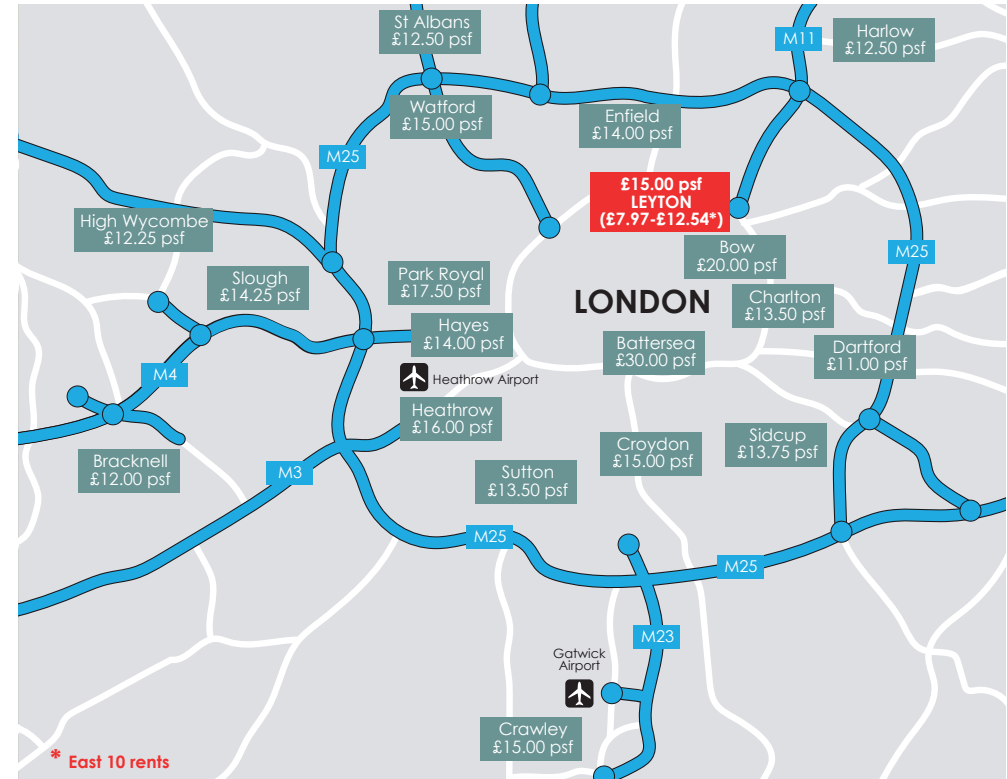 St Albans
£12.50 psf
M11
Harlow
£12.50 psf
Watford
£15.00 psf
Enfield
£14.00 psf
M25
£15.00 psf
LEYTON
(£7.97-£12.54*)
High Wycombe
£12.25 psf
Bow
£20.00 psf
M25
Slough
£14.25 psf
Park Royal
£17.50 psf
LONDON
Charlton
£13.50 psf
Hayes
£14.00 psf
Battersea
£30.00 psf
Dartford
£11.00 psf
M4
Heathrow Airport
Heathrow
£16.00 psf
Bracknell
£12.00 psf
M3
Sutton
£13.50 psf
Croydon
£15.00 psf
Sidcup
£13.75 psf
M25
M25
M23
Gatwick
Airport
Crawley
£15.00 psf
* East 10 rents